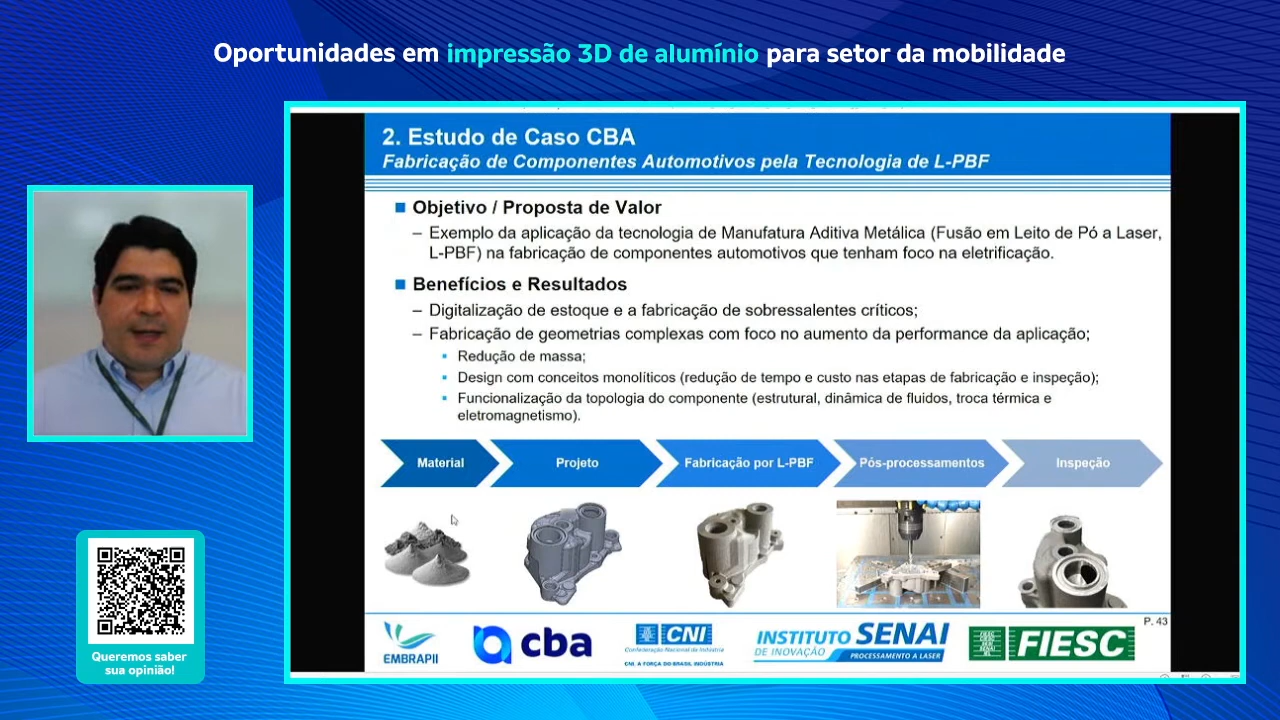 Oportunidades em impressão 3D de alumínio para setor da mobilidade
2. Estudo de Caso CBA
Fabricação de Componentes Automotivos pela Tecnologia de L-PBF
Objetivo / Proposta de Valor
– Exemplo da aplicação da tecnologia de Manufatura Aditiva Metálica (Fusão em Leito de Pó a Laser,
L-PBF) na fabricação de componentes automotivos que tenham foco na eletrificação.
Benefícios e Resultados
– Digitalização de estoque e a fabricação de sobressalentes críticos;
– Fabricação de geometrias complexas com foco no aumento da performance da aplicação;
Redução de massa;
Design com conceitos monolíticos (redução de tempo e custo nas etapas de fabricação e inspeção);
Funcionalização da topologia do componente (estrutural, dinâmica de fluidos, troca térmica e
eletromagnetismo).
Material
Projeto
Fabricação por L-PBF
Pós-processamentos
Inspeção
P. 43
EMBRAPII
cba
CNI
Confederação Nacional da Indústria
CNI. A FORÇA DO BRASIL INDÚSTRIA
INSTITUTO SENAI
DE INOVAÇÃO
PROCESSAMENTO A LASER
FIESC
Queremos saber
sua opinião!